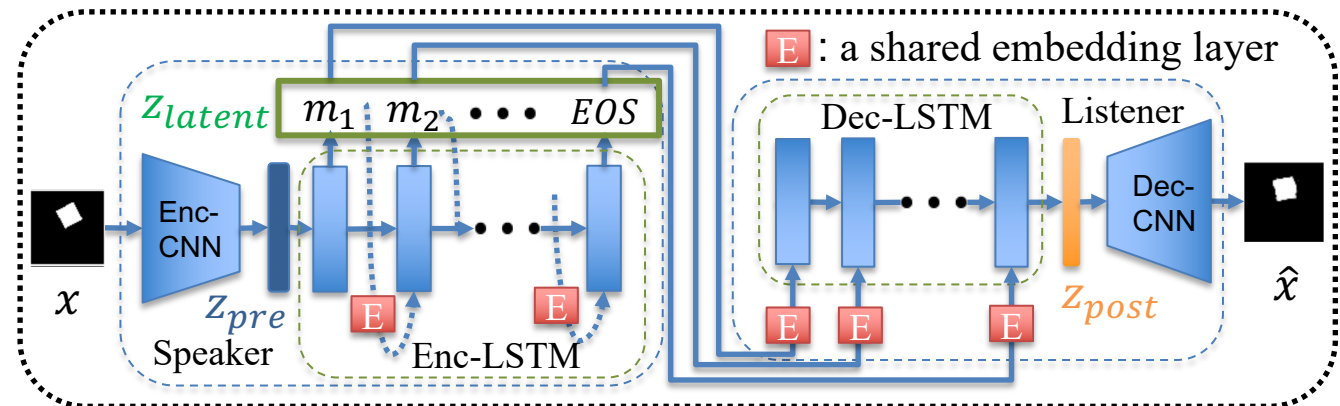 E : a shared embedding layer
z_latent
m_1 m_2 • • • EOS
Dec-LSTM
Listener
Enc-
CNN
• • •
• • •
Dec-
CNN
x
z_pre
E
E
Speaker
Enc-LSTM
E
E
E
z_post
x̂